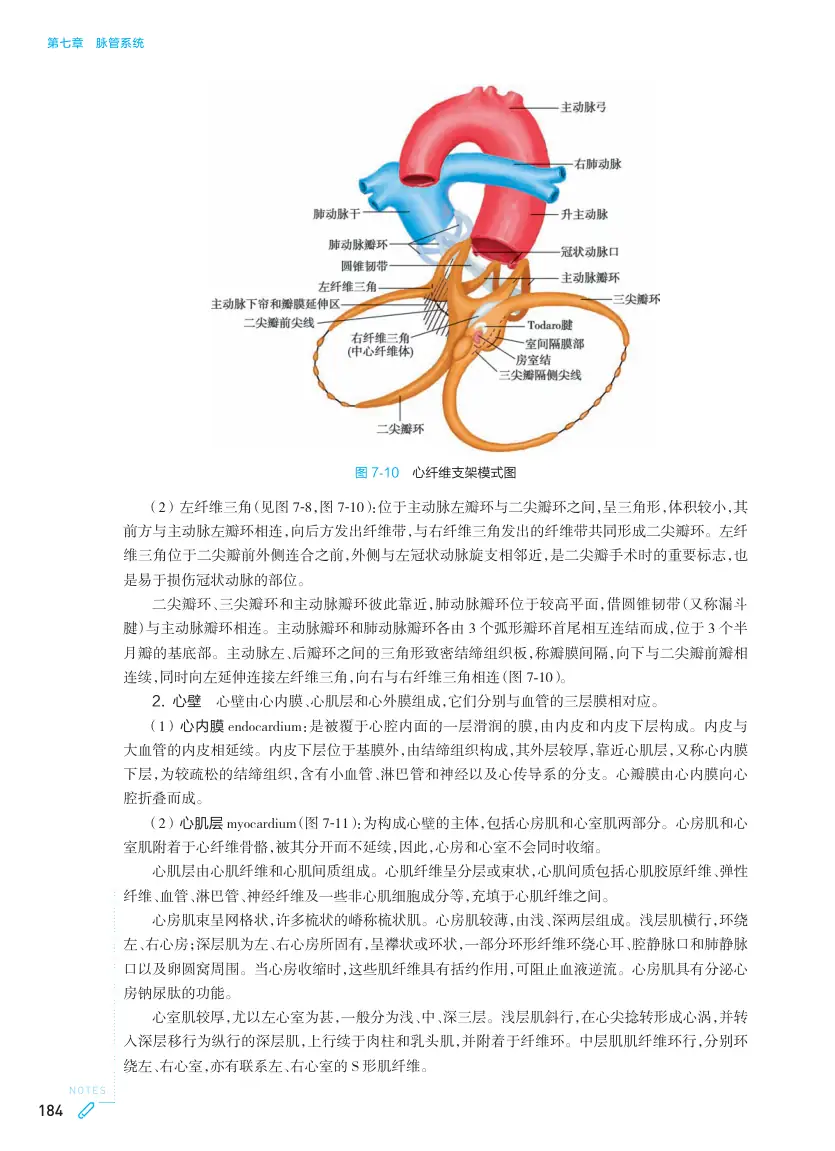 第七章 脉管系统
主动脉弓
右肺动脉
肺动脉干
升主动脉
肺动脉瓣环
冠状动脉口
圆锥韧带
主动脉瓣环
左纤维三角
三尖瓣环
主动脉下帘和瓣膜延伸区
二尖瓣前尖线
Todaro腱
右纤维三角
(中心纤维体)
室间隔膜部
房室结
三尖瓣隔侧尖线
二尖瓣环
图 7-10 心纤维支架模式图
（2）左纤维三角（见图 7-8，图 7-10）：位于主动脉左瓣环与二尖瓣环之间，呈三角形，体积较小，其
前方与主动脉左瓣环相连，向后方发出纤维带，与右纤维三角发出的纤维带共同形成二尖瓣环。左纤
维三角位于二尖瓣前外侧连合之前，外侧与左冠状动脉旋支相邻近，是二尖瓣手术时的重要标志，也
是易于损伤冠状动脉的部位。
二尖瓣环、三尖瓣环和主动脉瓣环彼此靠近，肺动脉瓣环位于较高平面，借圆锥韧带（又称漏斗
腱）与主动脉瓣环相连。主动脉瓣环和肺动脉瓣环各由 3 个弧形瓣环首尾相互连结而成，位于 3 个半
月瓣的基底部。主动脉左、后瓣环之间的三角形致密结缔组织板，称瓣膜间隔，向下与二尖瓣前瓣相
连续，同时向左延伸连接左纤维三角，向右与右纤维三角相连（图 7-10）。
2. 心壁 心壁由心内膜、心肌层和心外膜组成，它们分别与血管的三层膜相对应。
（1）心内膜 endocardium：是被覆于心腔内面的一层滑润的膜，由内皮和内皮下层构成。内皮与
大血管的内皮相延续。内皮下层位于基膜外，由结缔组织构成，其外层较厚，靠近心肌层，又称心内膜
下层，为较疏松的结缔组织，含有小血管、淋巴管和神经以及心传导系的分支。心瓣膜由心内膜向心
腔折叠而成。
（2）心肌层 myocardium（图 7-11）：为构成心壁的主体，包括心房肌和心室肌两部分。心房肌和心
室肌附着于心纤维骨骼，被其分开而不延续，因此，心房和心室不会同时收缩。
心肌层由心肌纤维和心肌间质组成。心肌纤维呈分层或束状，心肌间质包括心肌胶原纤维、弹性
纤维、血管、淋巴管、神经纤维及一些非心肌细胞成分等，充填于心肌纤维之间。
心房肌束呈网格状，许多梳状的嵴称梳状肌。心房肌较薄，由浅、深两层组成。浅层肌横行，环绕
左、右心房；深层肌为左、右心房所固有，呈襻状或环状，一部分环形纤维环绕心耳、腔静脉口和肺静脉
口以及卵圆窝周围。当心房收缩时，这些肌纤维具有括约作用，可阻止血液逆流。心房肌具有分泌心
房钠尿肽的功能。
心室肌较厚，尤以左心室为甚，一般分为浅、中、深三层。浅层肌斜行，在心尖捻转形成心涡，并转
入深层移行为纵行的深层肌，上行续于肉柱和乳头肌，并附着于纤维环。中层肌肌纤维环行，分别环
绕左、右心室，亦有联系左、右心室的 S 形肌纤维。
NOTES
184